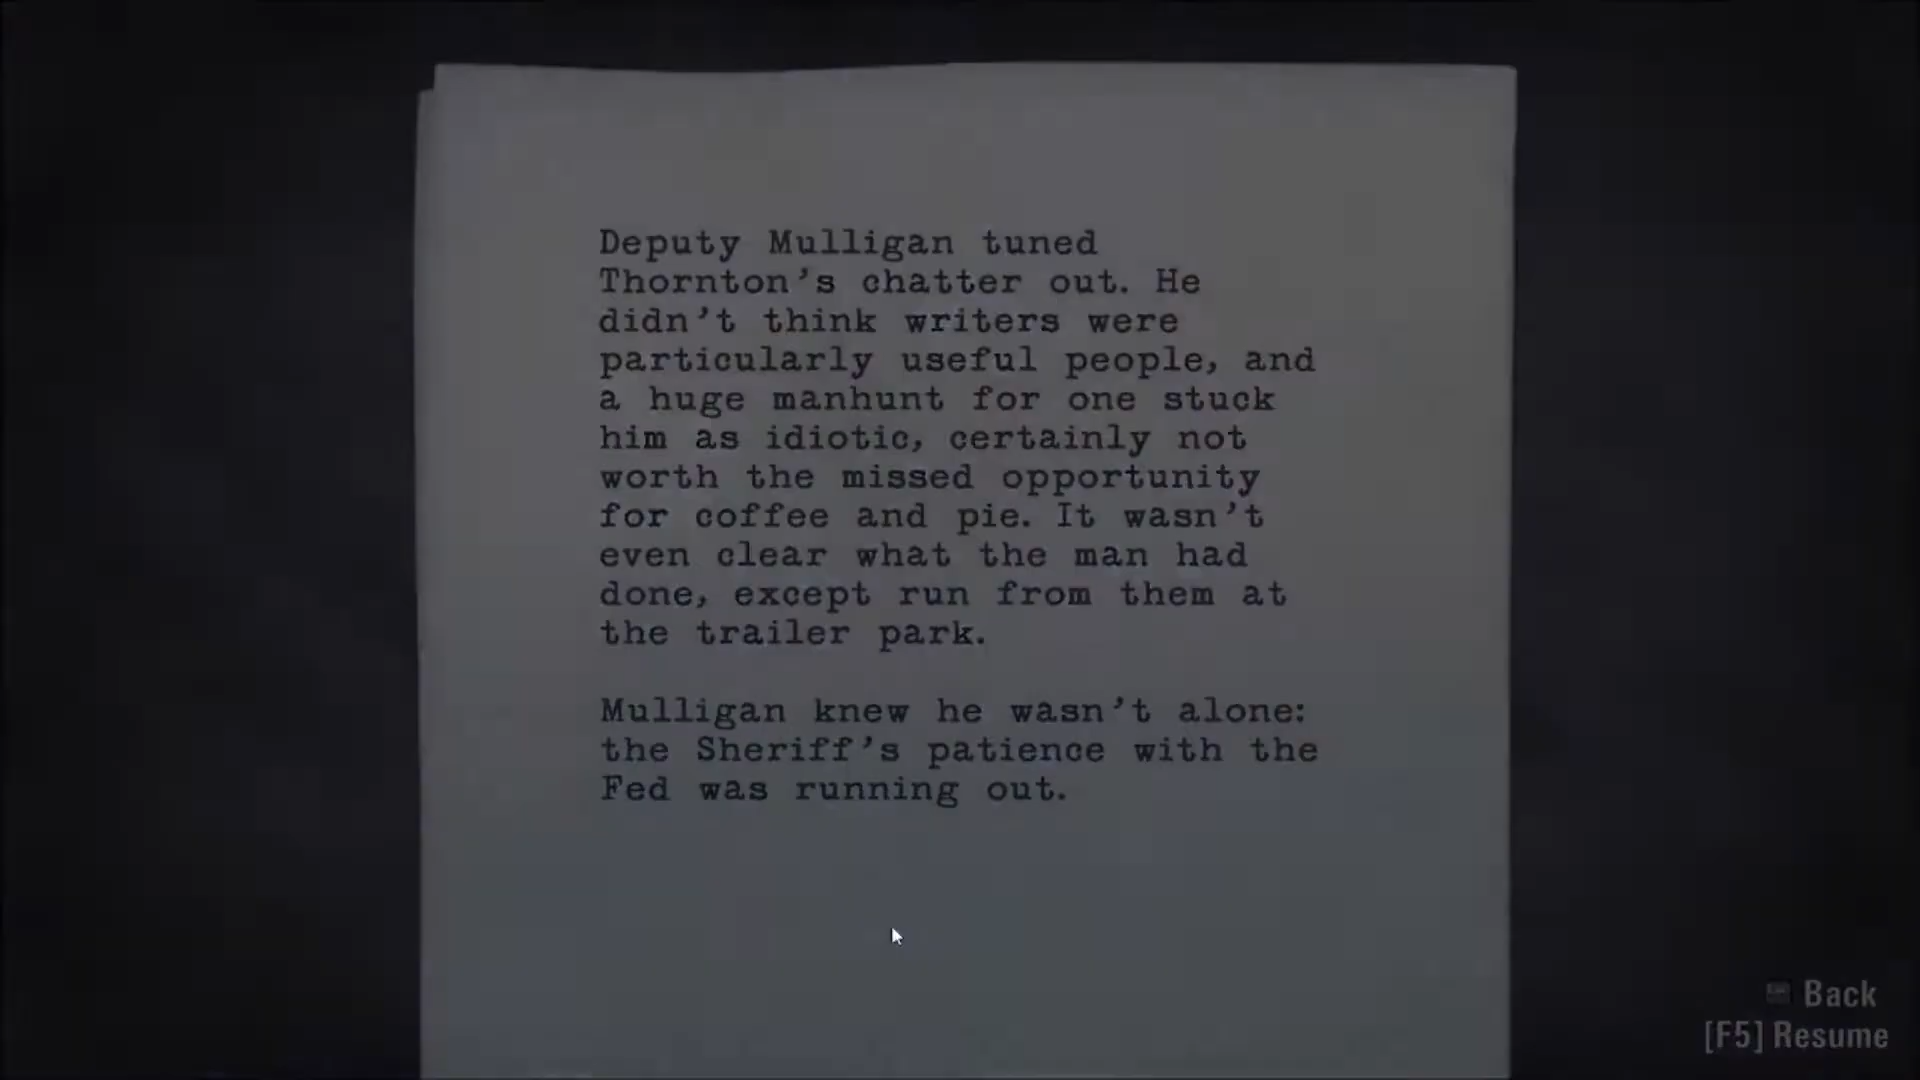 Deputy Mulligan tuned
Thornton's chatter out. He
didn't think writers were
particularly useful people, and
a huge manhunt for one stuck
him as idiotic, certainly not
worth the missed opportunity
for coffee and pie. It wasn't
even clear what the man had
done, except run from them at
the trailer park.
Mulligan knew he wasn't alone:
the Sheriff's patience with the
Fed was running out.
Back
[F5] Resume